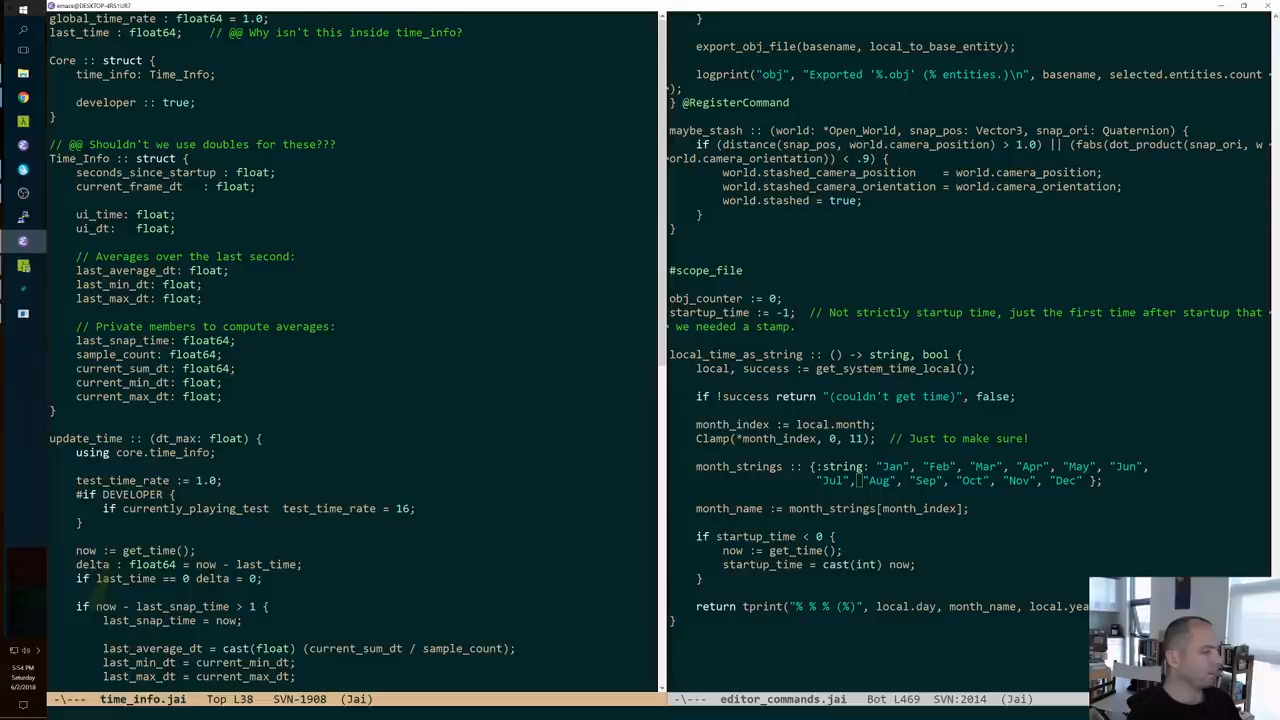 emacs@DESKTOP-4RS1UR7
global_time_rate : float64 = 1.0;
last_time : float64;    // @@ Why isn't this inside time_info?
Core :: struct {
time_info: Time_Info;
developer :: true;
}
// @@ Shouldn't we use doubles for these???
Time_Info :: struct {
seconds_since_startup : float;
current_frame_dt   : float;
ui_time: float;
ui_dt:   float;
// Averages over the last second:
last_average_dt: float;
last_min_dt: float;
last_max_dt: float;
// Private members to compute averages:
last_snap_time: float64;
sample_count: float64;
current_sum_dt: float64;
current_min_dt: float;
current_max_dt: float;
}
update_time :: (dt_max: float) {
using core.time_info;
test_time_rate := 1.0;
#if DEVELOPER {
if currently_playing_test  test_time_rate = 16;
}
now := get_time();
delta : float64 = now - last_time;
if last_time == 0 delta = 0;
if now - last_snap_time > 1 {
last_snap_time = now;
last_average_dt = cast(float) (current_sum_dt / sample_count);
last_min_dt = current_min_dt;
last_max_dt = current_max_dt;
-\---  time_info.jai   Top L38   SVN-1908  (Jai)
}
export_obj_file(basename, local_to_base_entity);
logprint("obj", "Exported '%.obj' (% entities.)\n", basename, selected.entities.count
);
} @RegisterCommand
maybe_stash :: (world: *Open_World, snap_pos: Vector3, snap_ori: Quaternion) {
if (distance(snap_pos, world.camera_position) > 1.0) || (fabs(dot_product(snap_ori, w
orld.camera_orientation)) < .9) {
world.stashed_camera_position    = world.camera_position;
world.stashed_camera_orientation = world.camera_orientation;
world.stashed = true;
}
}
#scope_file
obj_counter := 0;
startup_time := -1;  // Not strictly startup time, just the first time after startup that
we needed a stamp.
local_time_as_string :: () -> string, bool {
local, success := get_system_time_local();
if !success return "(couldn't get time)", false;
month_index := local.month;
Clamp(*month_index, 0, 11);  // Just to make sure!
month_strings :: {:string: "Jan", "Feb", "Mar", "Apr", "May", "Jun",
"Jul", "Aug", "Sep", "Oct", "Nov", "Dec" };
month_name := month_strings[month_index];
if startup_time < 0 {
now := get_time();
startup_time = cast(int) now;
}
return tprint("% % % (%)", local.day, month_name, local.yea
}
-\---  editor_commands.jai   Bot L469   SVN:2014  (Jai)
5:54 PM
Saturday
6/2/2018